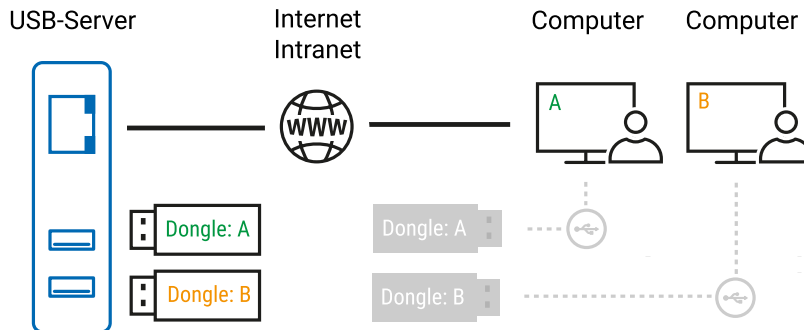 USB-Server
Internet
Intranet
Computer
Computer
WWW
A
B
Dongle: A
Dongle: A
Dongle: B
Dongle: B